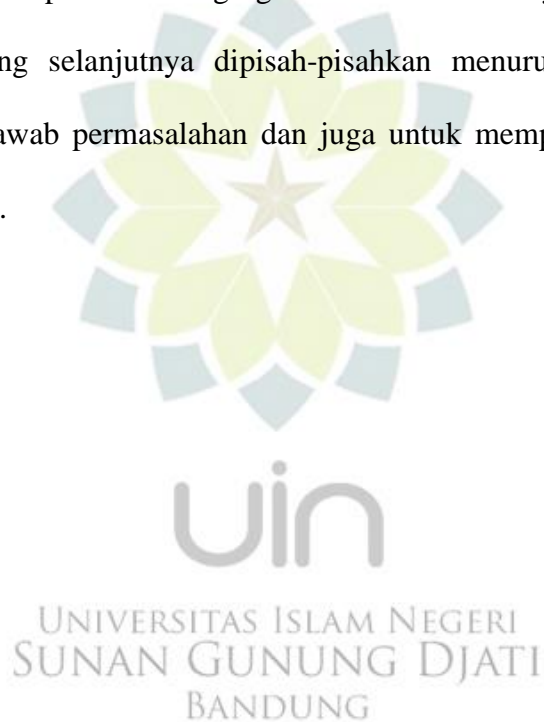 ng selanjutnya dipisah-pisahkan menuru
awab permasalahan dan juga untuk memp
.
uin
UNIVERSITAS ISLAM NEGERI
SUNAN GUNUNG DJATI
BANDUNG